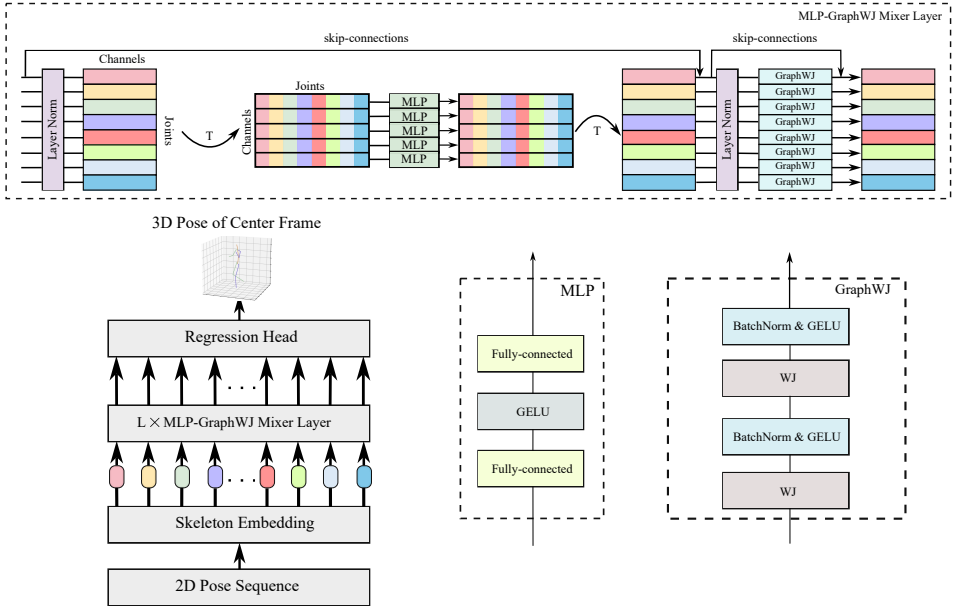 MLP-GraphWJ Mixer Layer
skip-connections
skip-connections
Channels
Layer Norm
Joints
T
Joints
Channels
MLP
MLP
MLP
MLP
MLP
T
Layer Norm
GraphWJ
GraphWJ
GraphWJ
GraphWJ
GraphWJ
GraphWJ
GraphWJ
GraphWJ
3D Pose of Center Frame
Regression Head
. . .
L × MLP-GraphWJ Mixer Layer
. . .
Skeleton Embedding
2D Pose Sequence
MLP
Fully-connected
GELU
Fully-connected
GraphWJ
BatchNorm & GELU
WJ
BatchNorm & GELU
WJ